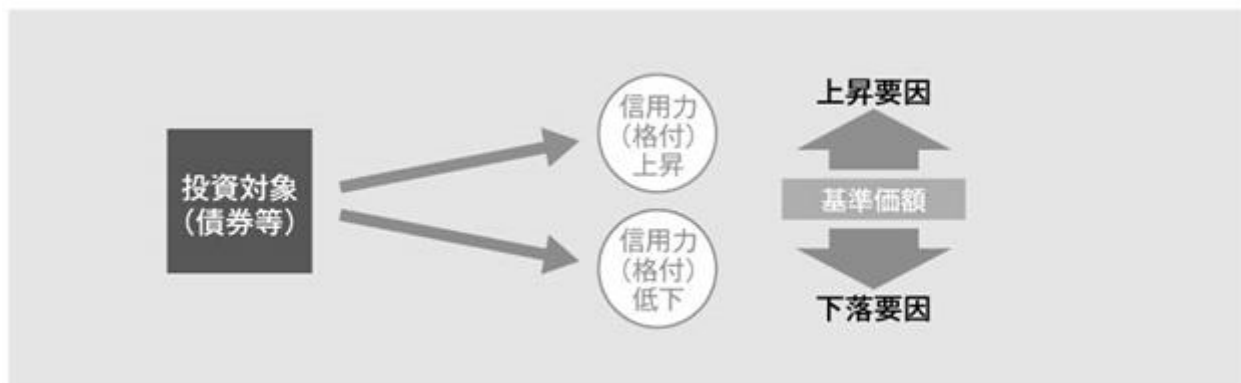 投資対象
（債券等）
信用力
（格付）
上昇
信用力
（格付）
低下
上昇要因
基準価額
下落要因